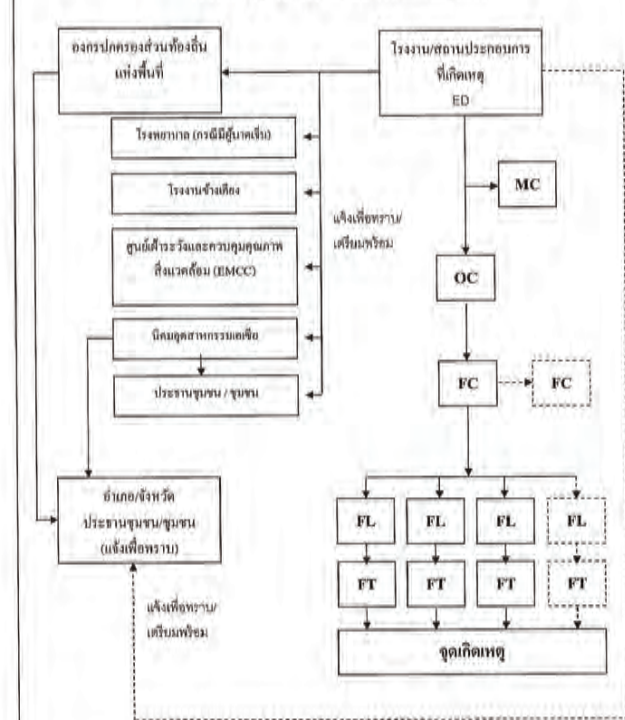 องกรปกครองส่วนท้องถิ่น
แห่งพื้นที่
โรงงาน/สถานประกอบการ
ที่เกิดเหตุ
ED
โรงพยาบาล (กรณีมีผู้บาดเจ็บ)
โรงงานข้างเคียง
ศูนย์เฝ้าระวังและควบคุมคุณภาพ
สิ่งแวดล้อม (EMCC)
นิคมอุตสาหกรรมเอเซีย
ประธานชุมชน / ชุมชน
แจ้งเพื่อทราบ/
เตรียมพร้อม
MC
OC
FC
FC
อำเภอ/จังหวัด
ประธานชุมชน/ชุมชน
(แจ้งเพื่อทราบ)
FL FL FL FL
FT FT FT FT
แจ้งเพื่อทราบ/
เตรียมพร้อม
จุดเกิดเหตุ